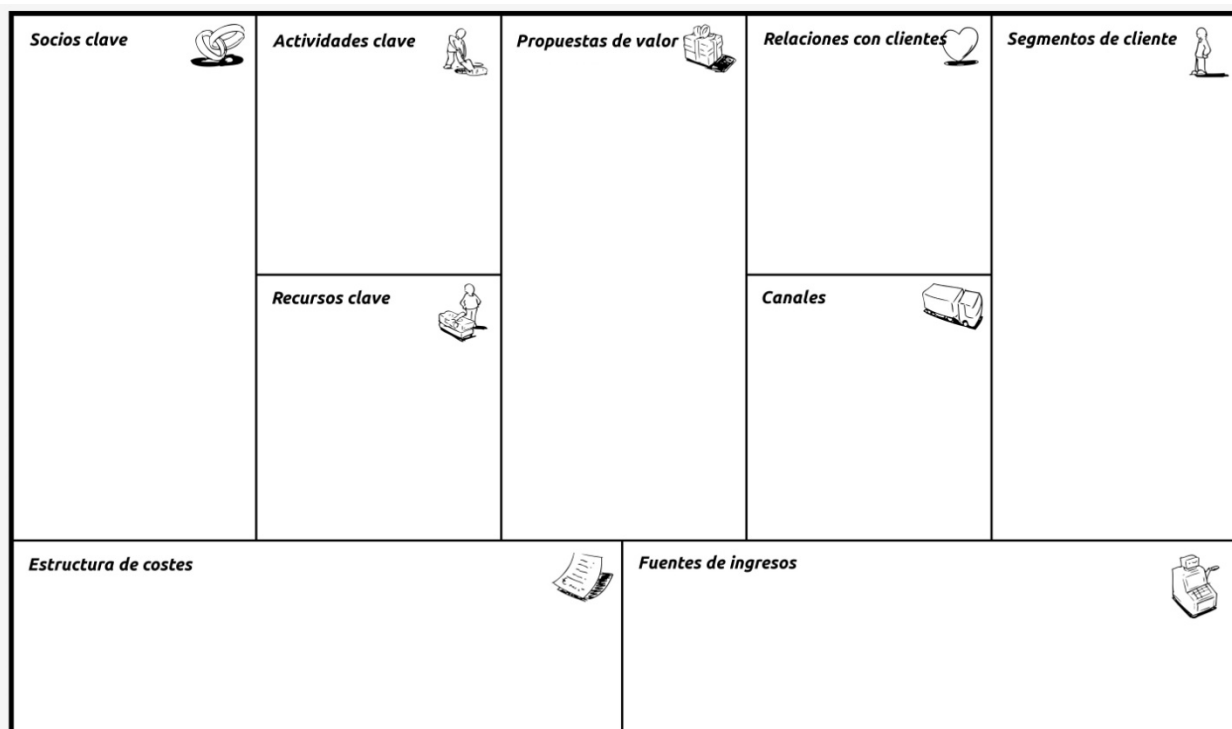 Socios clave
Actividades clave
Propuestas de valor
Relaciones con clientes
Segmentos de cliente
Recursos clave
Canales
Estructura de costes
Fuentes de ingresos